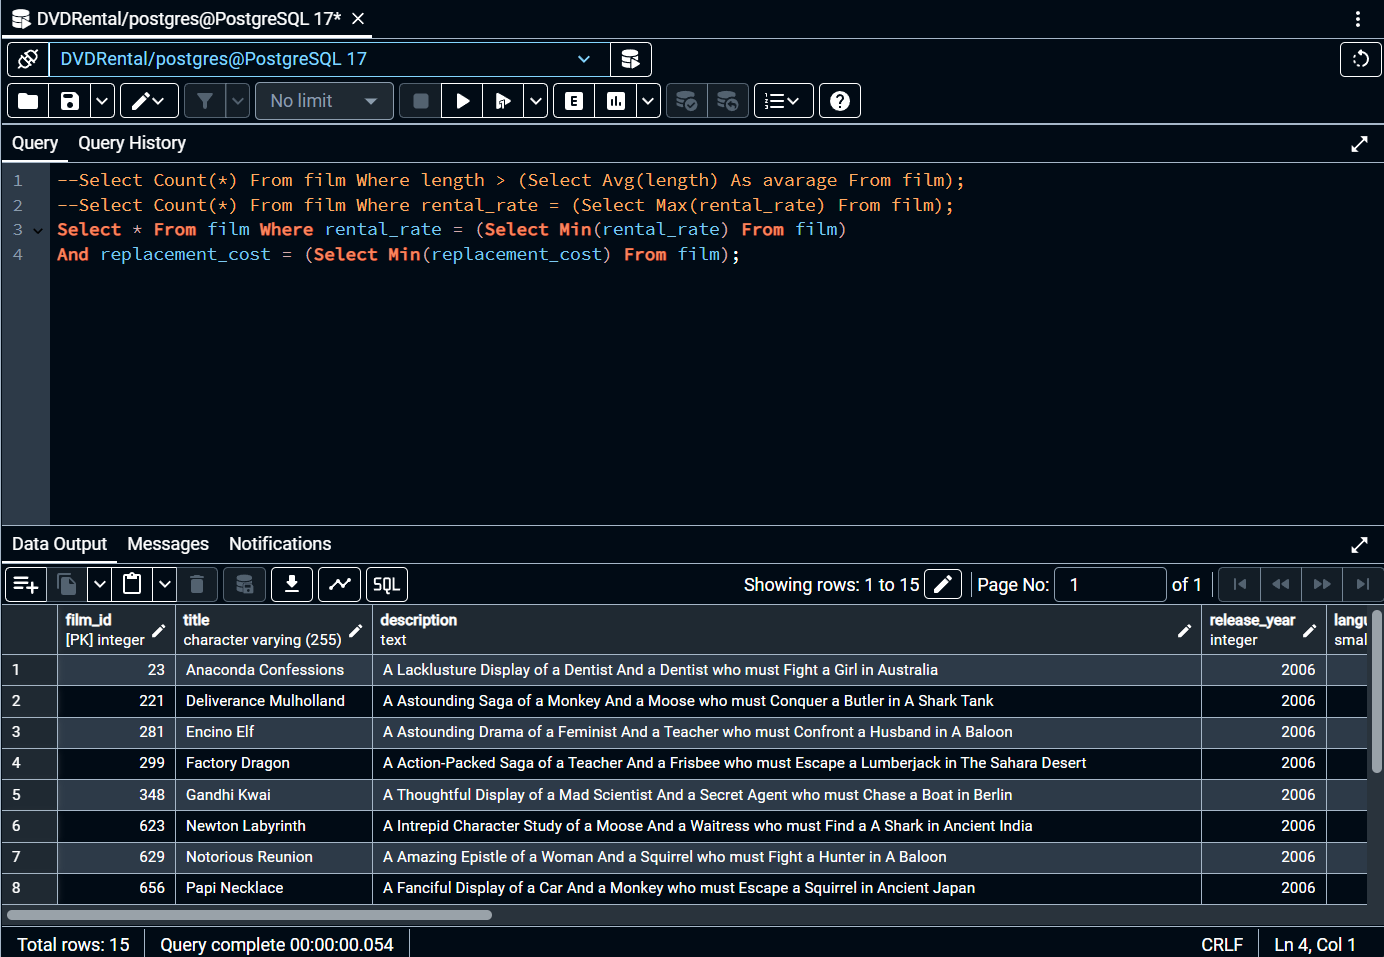 DVDRental/postgres@PostgreSQL 17*
DVDRental/postgres@PostgreSQL 17
No limit
E
Query Query History
1 --Select Count(*) From film Where length > (Select Avg(length) As avarage From film);
2 --Select Count(*) From film Where rental_rate = (Select Max(rental_rate) From film);
3 Select * From film Where rental_rate = (Select Min(rental_rate) From film)
4 And replacement_cost = (Select Min(replacement_cost) From film);
Data Output Messages Notifications
SQL Showing rows: 1 to 15 Page No: 1 of 1
film_id title description release_year langu
[PK] integer character varying (255) text integer smal
1 23 Anaconda Confessions A Lacklusture Display of a Dentist And a Dentist who must Fight a Girl in Australia 2006
2 221 Deliverance Mulholland A Astounding Saga of a Monkey And a Moose who must Conquer a Butler in A Shark Tank 2006
3 281 Encino Elf A Astounding Drama of a Feminist And a Teacher who must Confront a Husband in A Baloon 2006
4 299 Factory Dragon A Action-Packed Saga of a Teacher And a Frisbee who must Escape a Lumberjack in The Sahara Desert 2006
5 348 Gandhi Kwai A Thoughtful Display of a Mad Scientist And a Secret Agent who must Chase a Boat in Berlin 2006
6 623 Newton Labyrinth A Intrepid Character Study of a Moose And a Waitress who must Find a A Shark in Ancient India 2006
7 629 Notorious Reunion A Amazing Epistle of a Woman And a Squirrel who must Fight a Hunter in A Baloon 2006
8 656 Papi Necklace A Fanciful Display of a Car And a Monkey who must Escape a Squirrel in Ancient Japan 2006
Total rows: 15 Query complete 00:00:00.054 CRLF Ln 4, Col 1